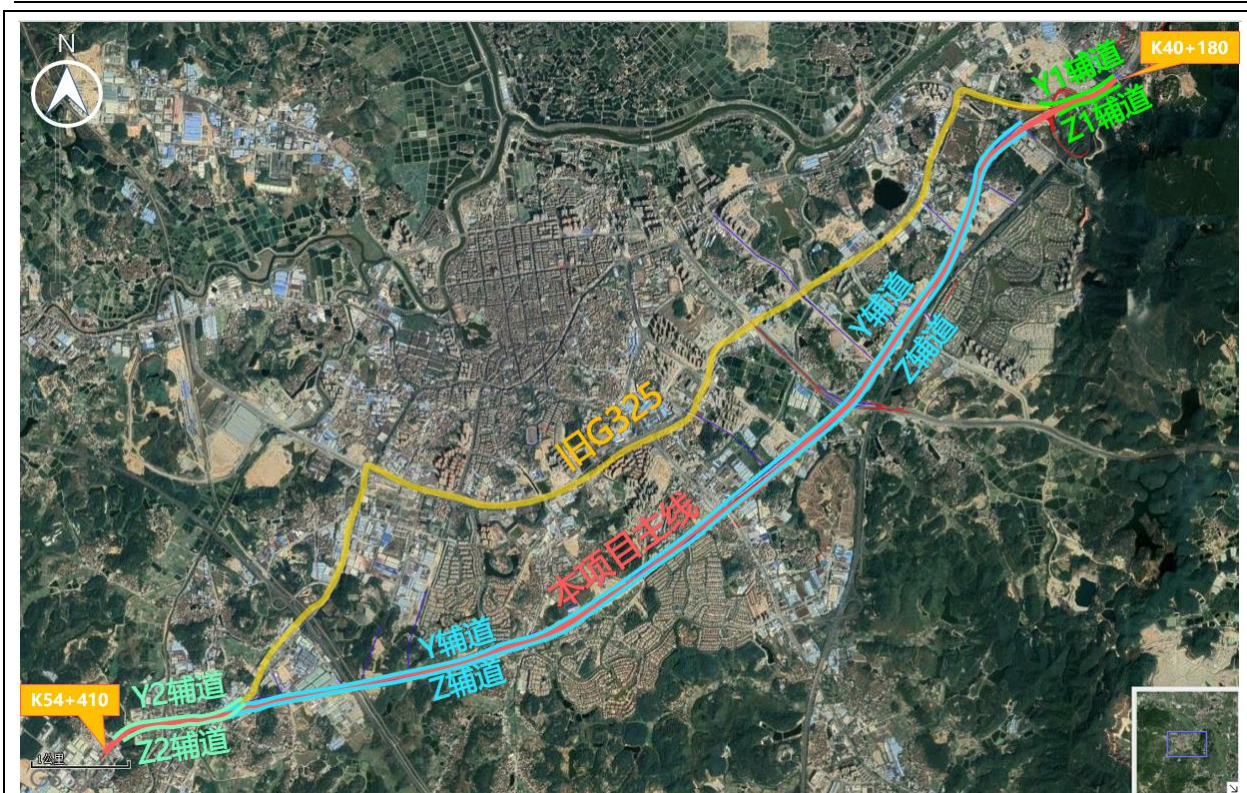 N
K40+180
Y1辅道
Z1辅道
Y辅道
Z辅道
旧G325
本项目主线
Y辅道
Z辅道
K54+410
Y2辅道
Z2辅道
1公里